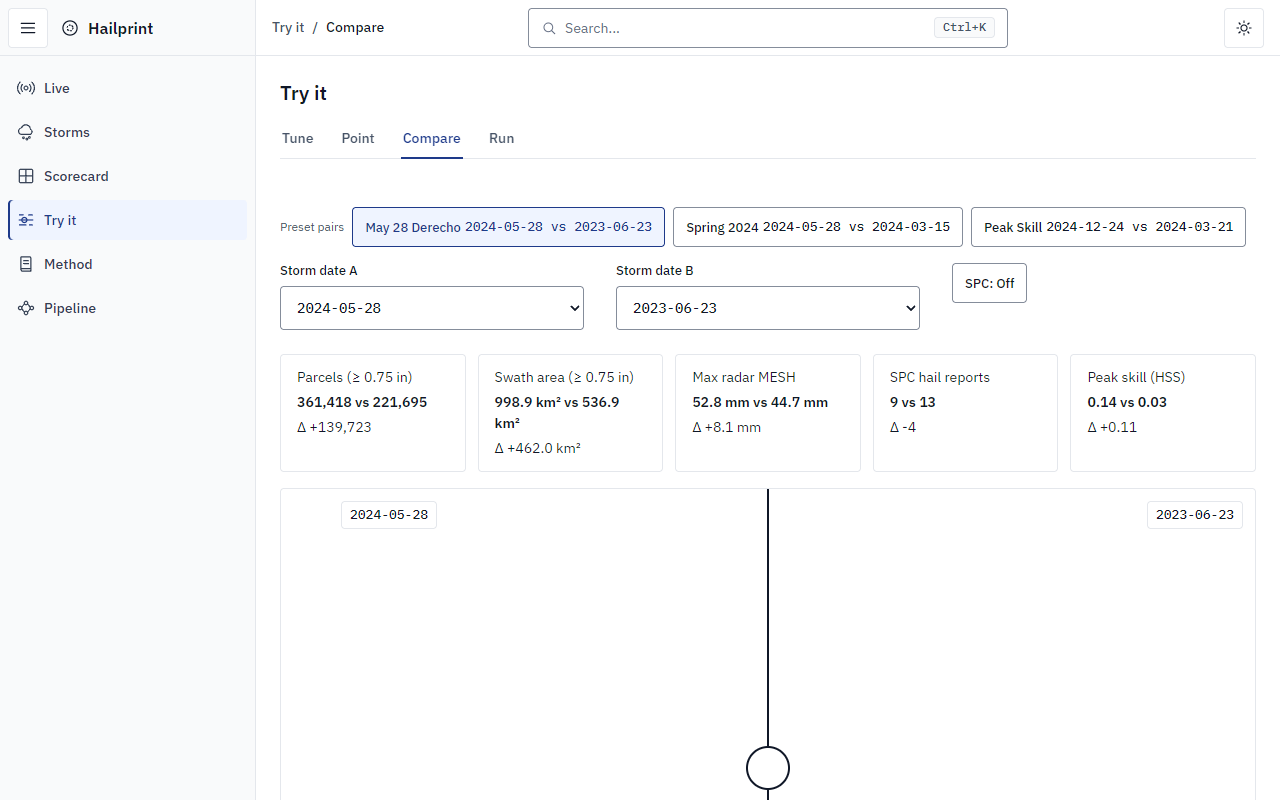 Hailprint
Try it / Compare
Search...
Ctrl+K
Live
Storms
Scorecard
Try it
Method
Pipeline
Try it
Tune Point Compare Run
Preset pairs
May 28 Derecho 2024-05-28 vs 2023-06-23
Spring 2024 2024-05-28 vs 2024-03-15
Peak Skill 2024-12-24 vs 2024-03-21
Storm date A
2024-05-28
Storm date B
2023-06-23
SPC: Off
Parcels (≥ 0.75 in)
361,418 vs 221,695
Δ +139,723
Swath area (≥ 0.75 in)
998.9 km² vs 536.9
km²
Δ +462.0 km²
Max radar MESH
52.8 mm vs 44.7 mm
Δ +8.1 mm
SPC hail reports
9 vs 13
Δ -4
Peak skill (HSS)
0.14 vs 0.03
Δ +0.11
2024-05-28
2023-06-23